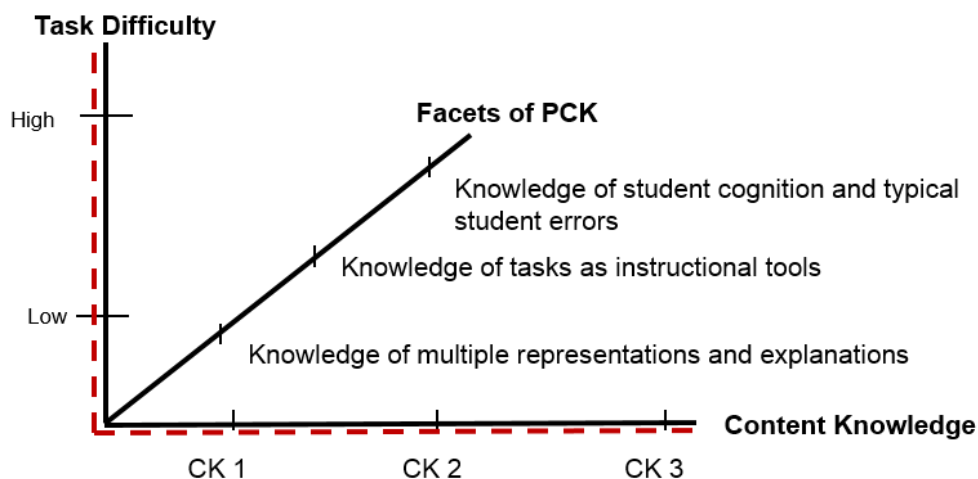 Task Difficulty
High
Facets of PCK
Knowledge of student cognition and typical
student errors
Knowledge of tasks as instructional tools
Low
Knowledge of multiple representations and explanations
Content Knowledge
CK 1
CK 2
CK 3